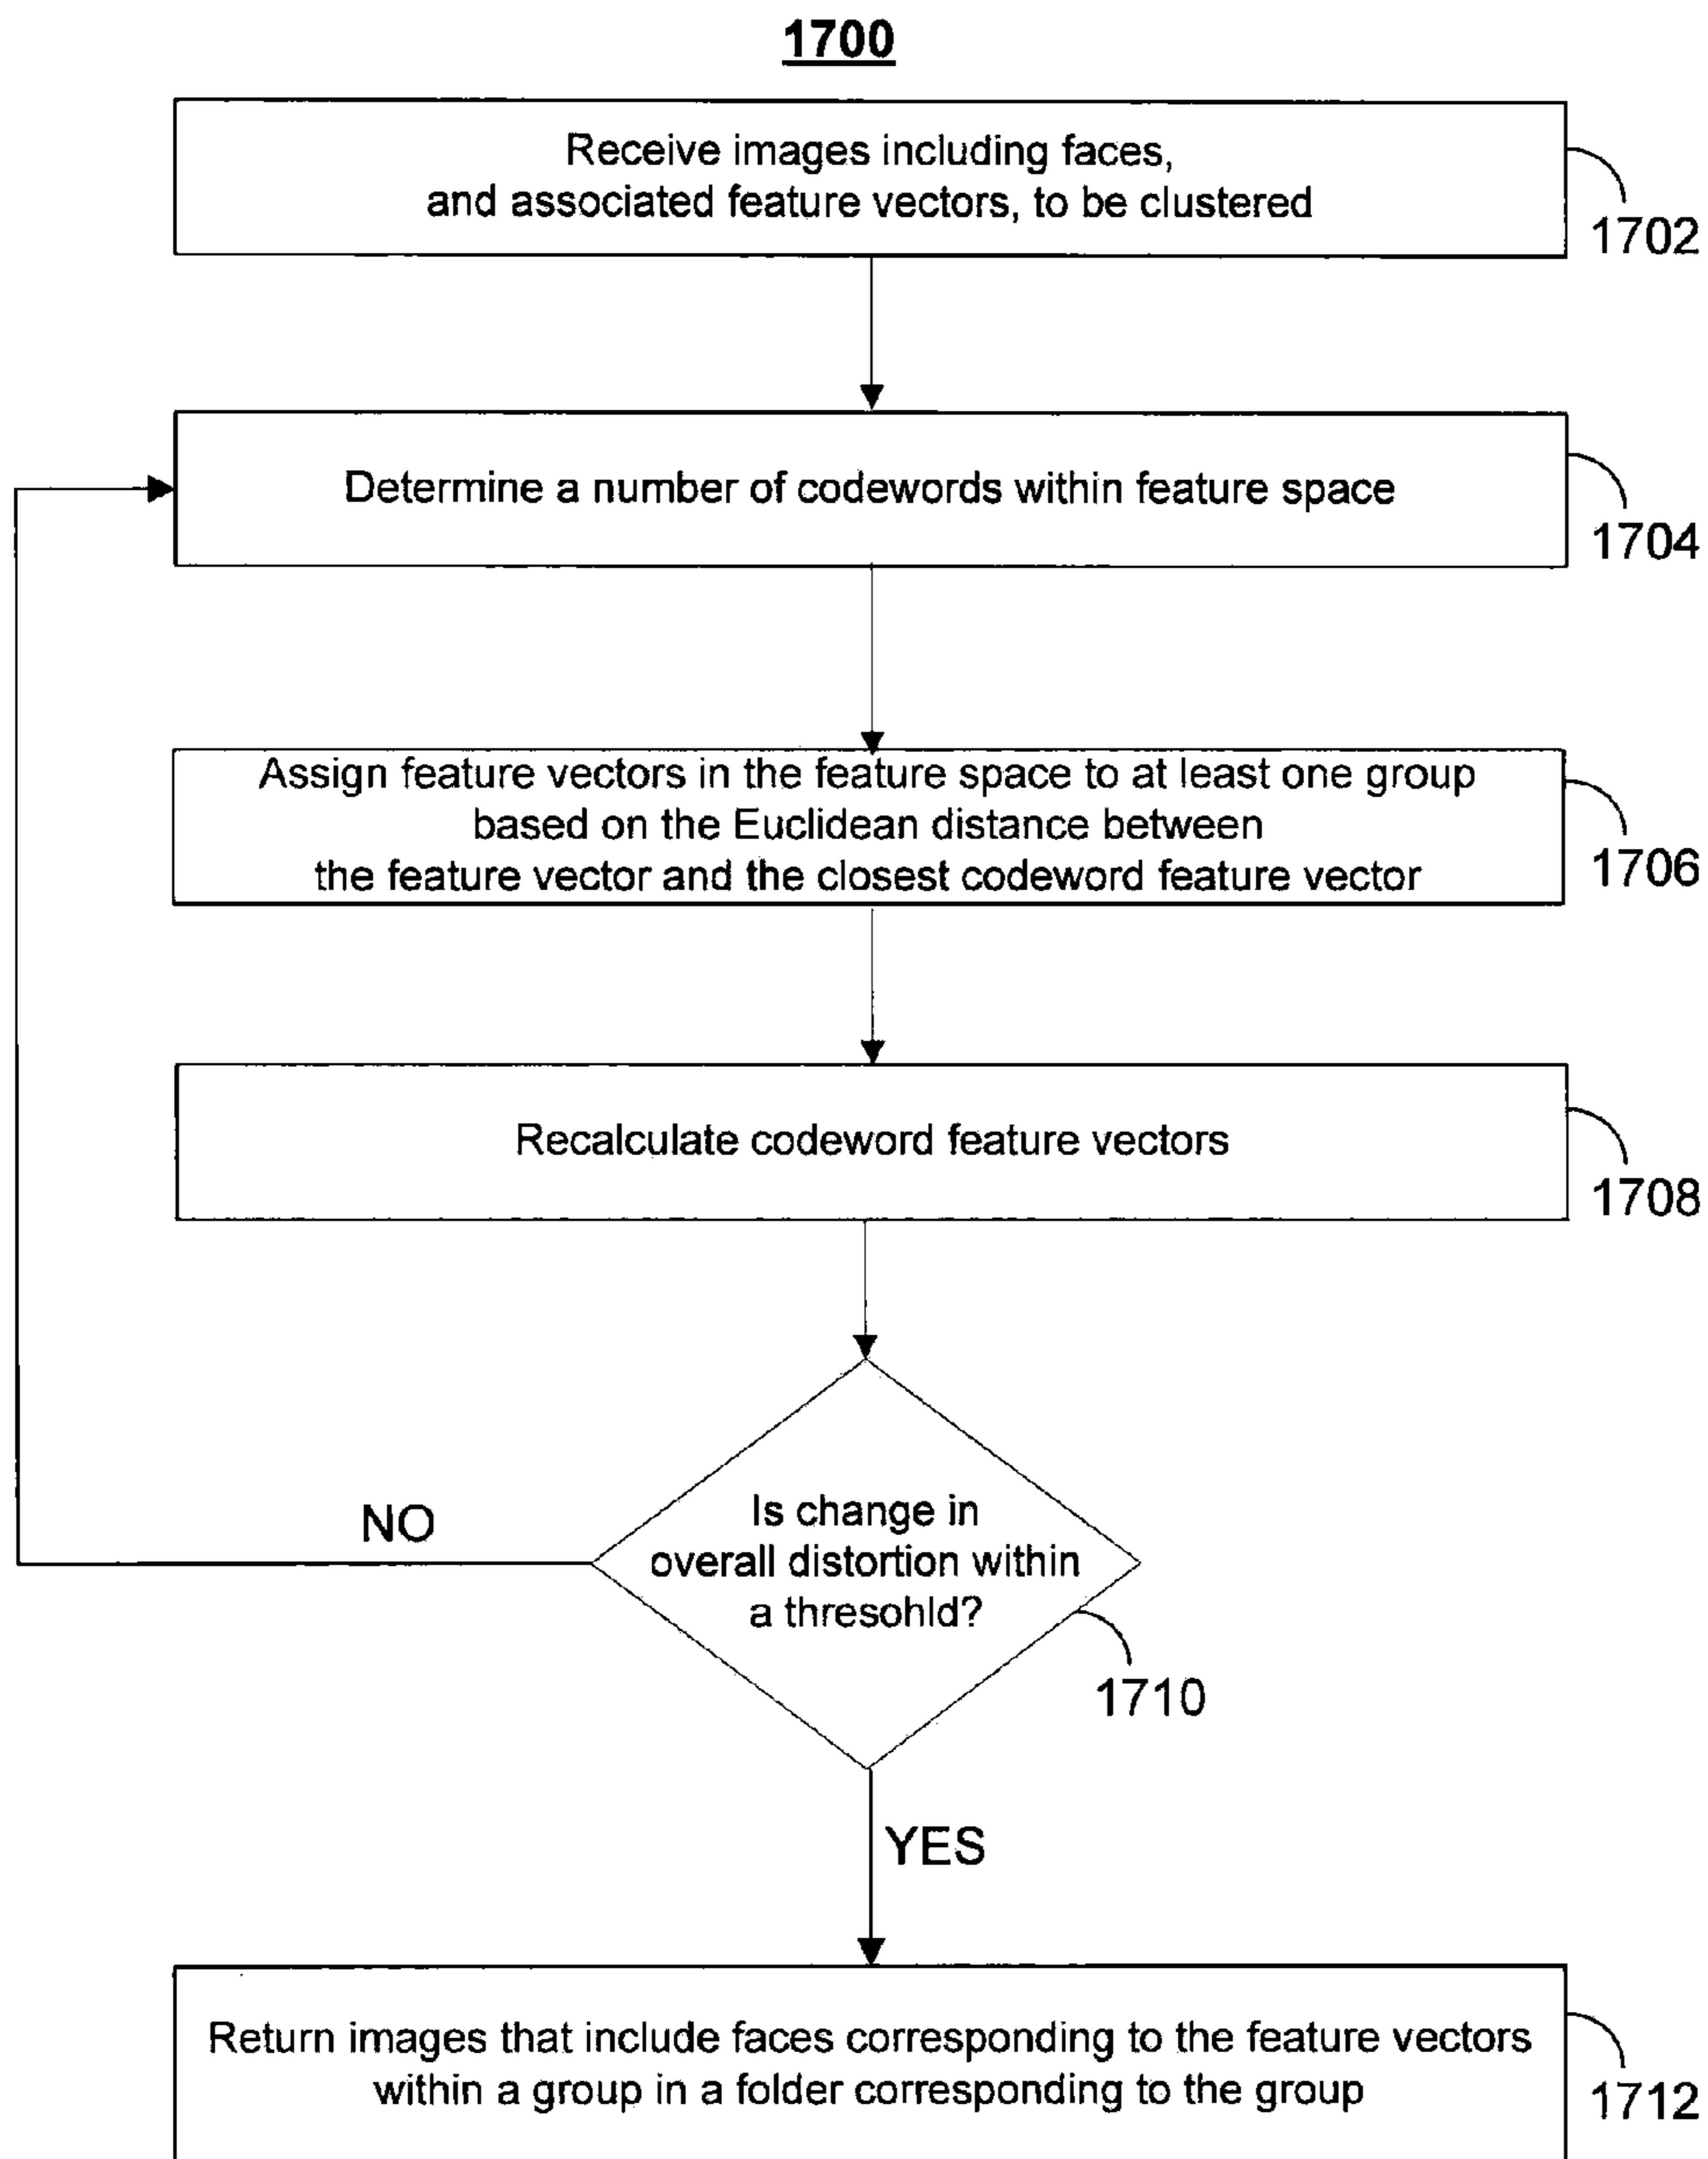 1700
Receive images including faces,
and associated feature vectors, to be clustered
1702
Determine a number of codewords within feature space
1704
Assign feature vectors in the feature space to at least one group
based on the Euclidean distance between
the feature vector and the closest codeword feature vector
1706
Recalculate codeword feature vectors
1708
Is change in
overall distortion within
a thresohld?
1710
NO
YES
Return images that include faces corresponding to the feature vectors
within a group in a folder corresponding to the group
1712